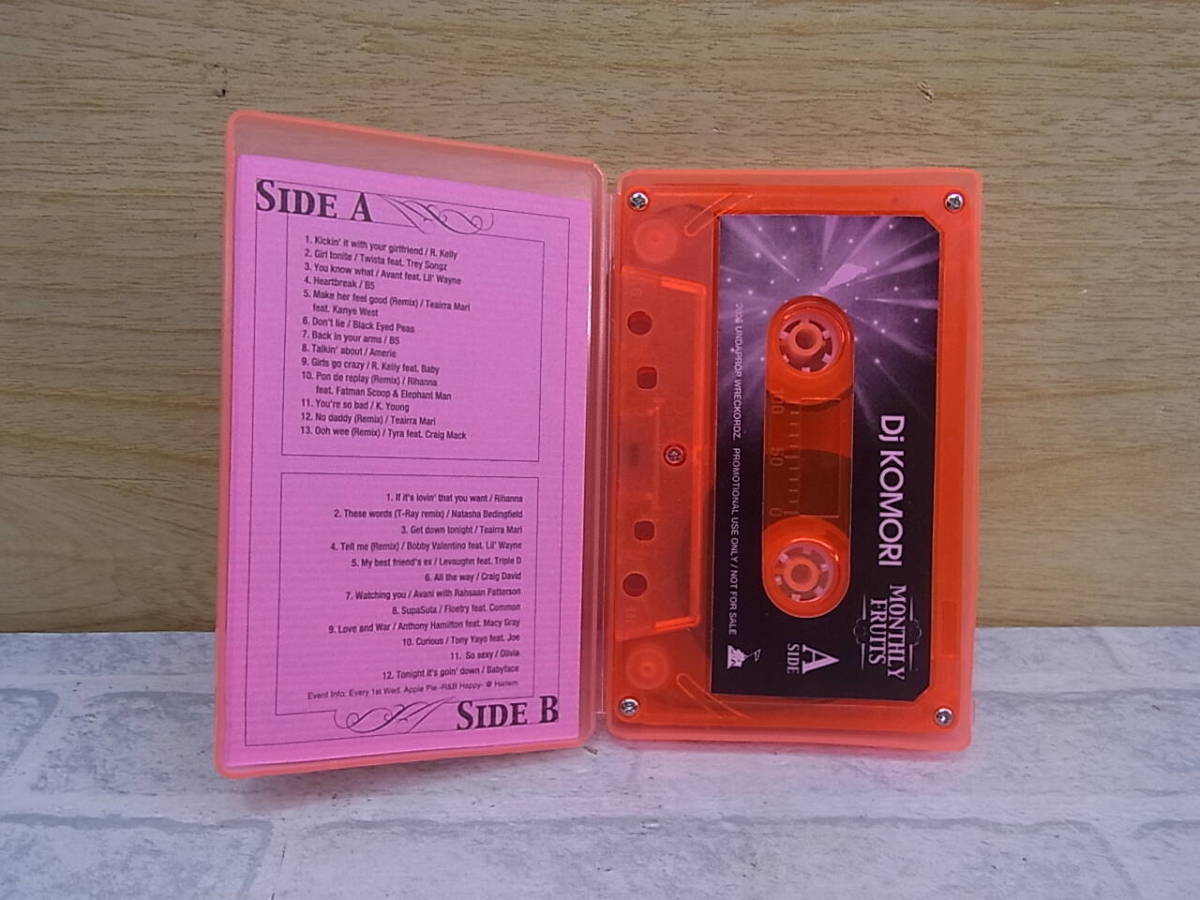 SIDE A
1. Kickin' it with your girlfriend / R. Kelly
2. Girl tonite / Twista feat. Trey Songz
3. You know what / Avant feat. Lil' Wayne
4. Heartbreak / B5
5. Make her feel good (Remix) / Teairra Mari
feat. Kanye West
6. Don't lie / Black Eyed Peas
7. Back in your arms / B5
8. Talkin' about / Amerie
9. Girls go crazy / R. Kelly feat. Baby
10. Pon de replay (Remix) / Rihanna
feat. Fatman Scoop & Elephant Man
11. You're so bad / K. Young
12. No daddy (Remix) / Teairra Mari
13. Ooh wee (Remix) / Tyra feat. Craig Mack
1. If it's lovin' that you want / Rihanna
2. These words (T-Ray remix) / Natasha Bedingfield
3. Get down tonight / Teairra Mari
4. Tell me (Remix) / Bobby Valentino feat. Lil' Wayne
5. My best friend's ex / Levaughn feat. Triple D
6. All the way / Craig David
7. Watching you / Avani with Rahsaan Patterson
8. SupaSuta / Floetry feat. Common
9. Love and War / Anthony Hamilton feat. Macy Gray
10. Curious / Tony Yayo feat. Joe
11. So sexy / Olivia
12. Tonight it's goin' down / Babyface
Event Info: Every 1st Wed. Apple Pie -R&B Happy- @ Harlem
SIDE B
Dj KOMORI
MONTHLY
FRUITS
A
SIDE
100 50 0
2006 UNDAPROP WRECKORDZ. PROMOTIONAL USE ONLY / NOT FOR SALE